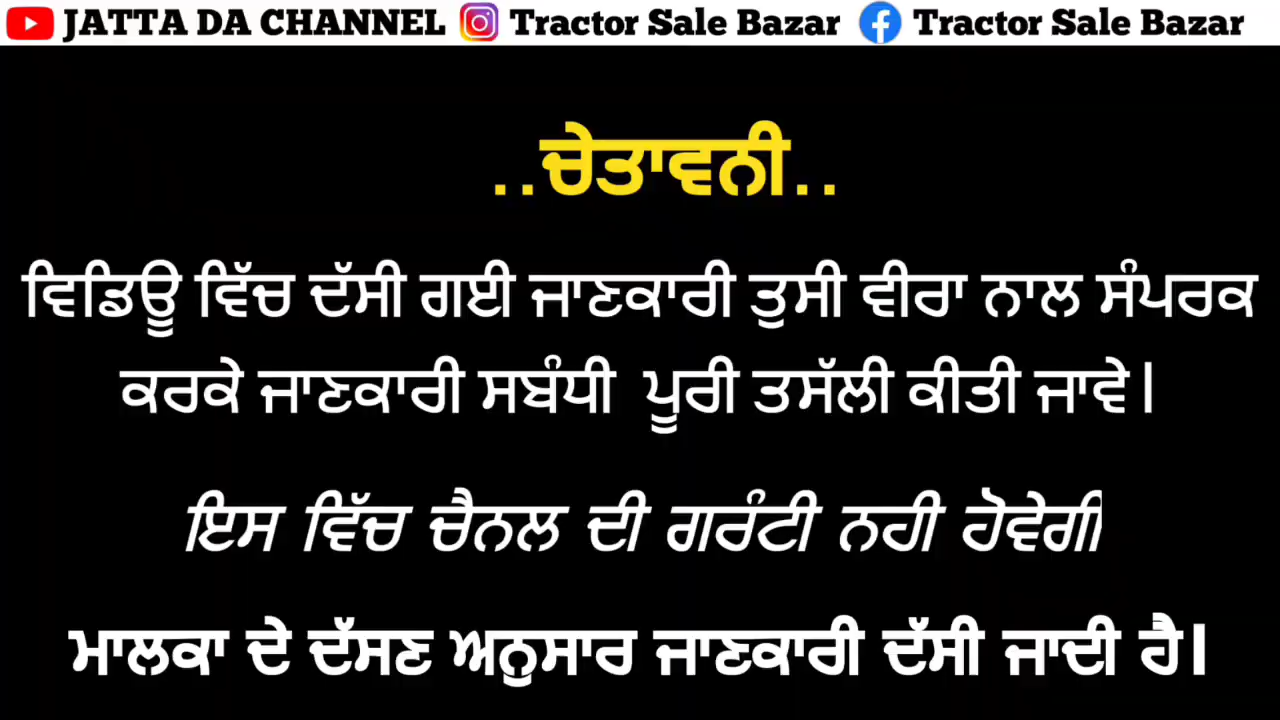 JATTA DA CHANNEL Tractor Sale Bazar Tractor Sale Bazar
..ਚੇਤਾਵਨੀ..
ਵਿਡਿਊ ਵਿੱਚ ਦੱਸੀ ਗਈ ਜਾਣਕਾਰੀ ਤੁਸੀ ਵੀਰਾ ਨਾਲ ਸੰਪਰਕ
ਕਰਕੇ ਜਾਣਕਾਰੀ ਸਬੰਧੀ ਪੂਰੀ ਤਸੱਲੀ ਕੀਤੀ ਜਾਵੇ।
ਇਸ ਵਿੱਚ ਚੈਨਲ ਦੀ ਗਰੰਟੀ ਨਹੀ ਹੋਵੇਗੀ
ਮਾਲਕਾ ਦੇ ਦੱਸਣ ਅਨੁਸਾਰ ਜਾਣਕਾਰੀ ਦੱਸੀ ਜਾਦੀ ਹੈ।